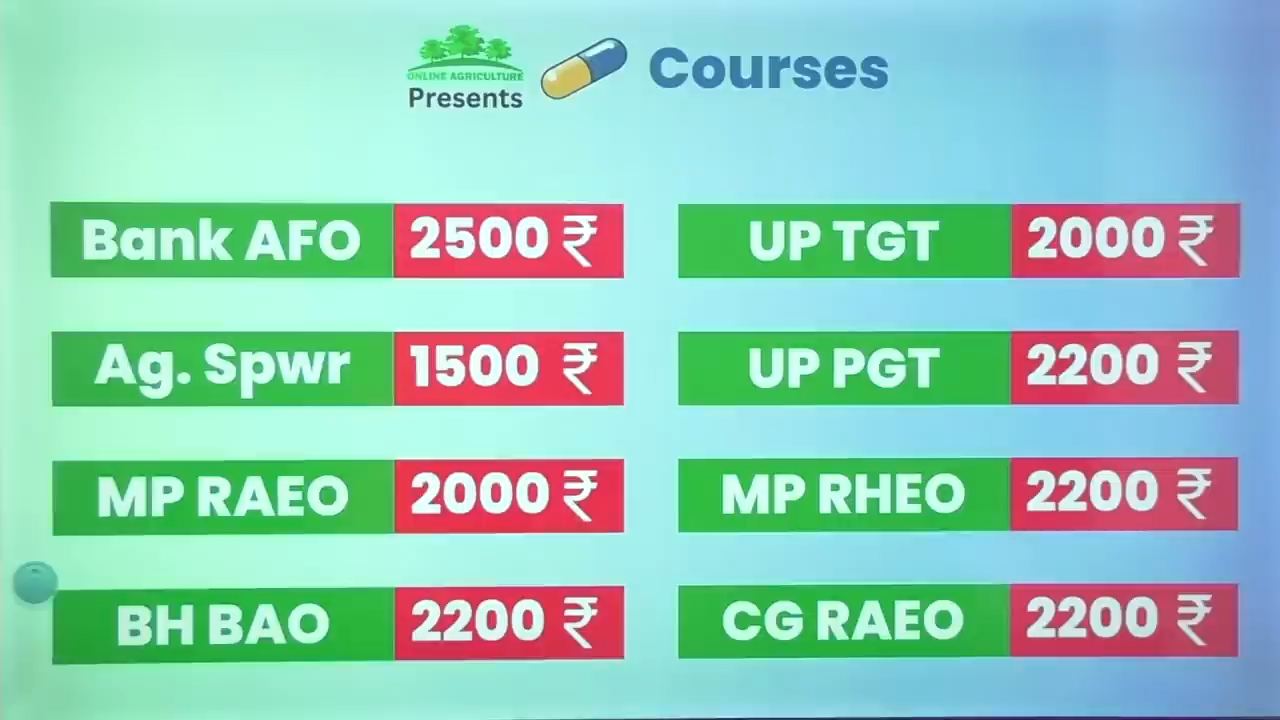 ONLINE AGRICULTURE
Presents
Courses
Bank AFO 2500 ₹
UP TGT 2000 ₹
Ag. Spwr 1500 ₹
UP PGT 2200 ₹
MP RAEO 2000 ₹
MP RHEO 2200 ₹
BH BAO 2200 ₹
CG RAEO 2200 ₹